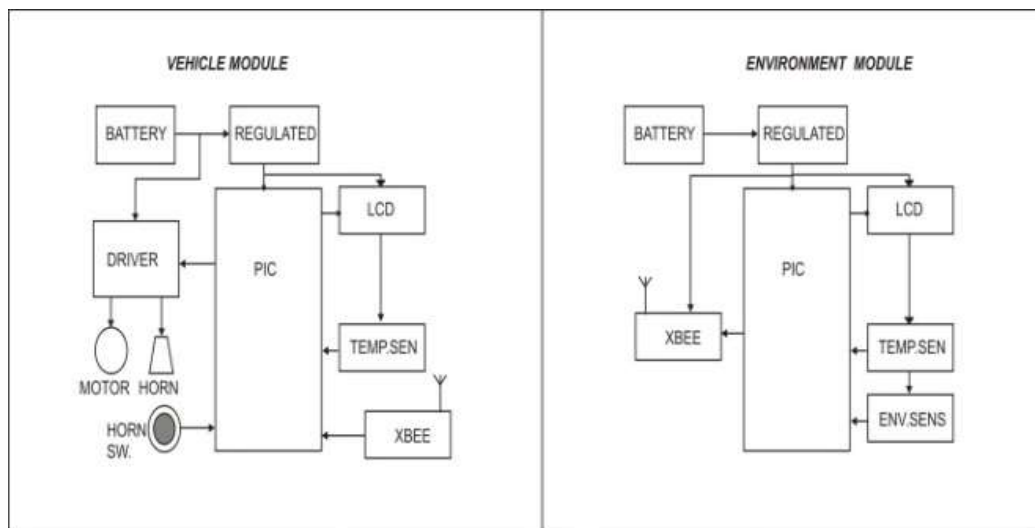 VEHICLE MODULE
BATTERY
REGULATED
LCD
DRIVER
PIC
TEMP.SEN
MOTOR
HORN
HORN
SW.
XBEE
ENVIRONMENT MODULE
BATTERY
REGULATED
LCD
PIC
XBEE
TEMP.SEN
ENV.SENS